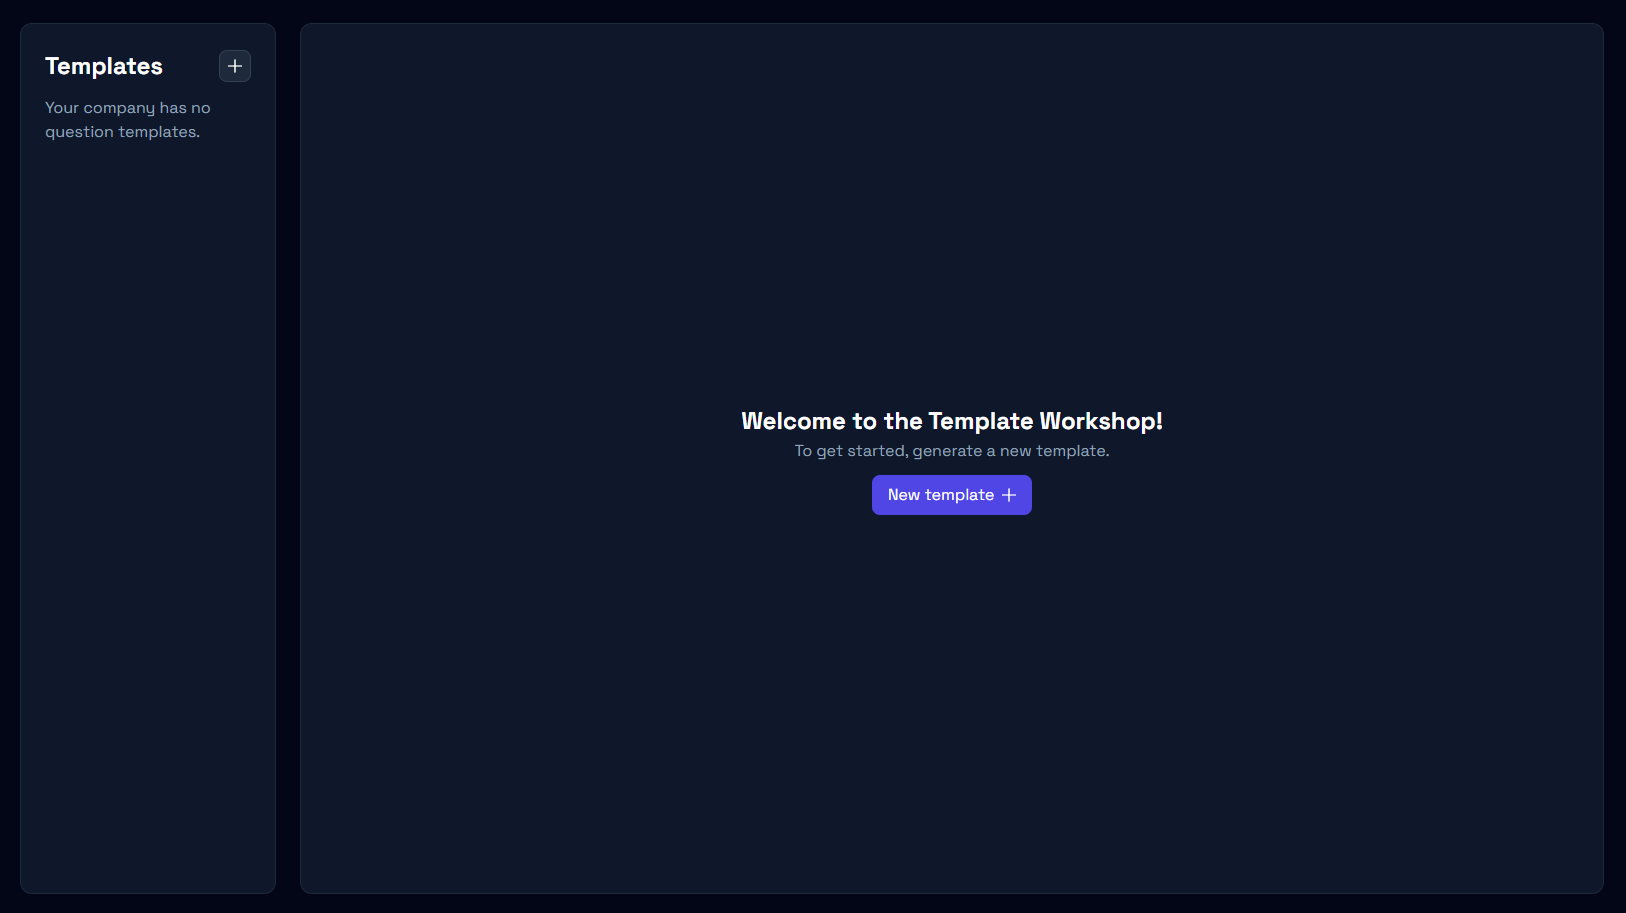 Templates
Your company has no
question templates.
Welcome to the Template Workshop!
To get started, generate a new template.
New template +